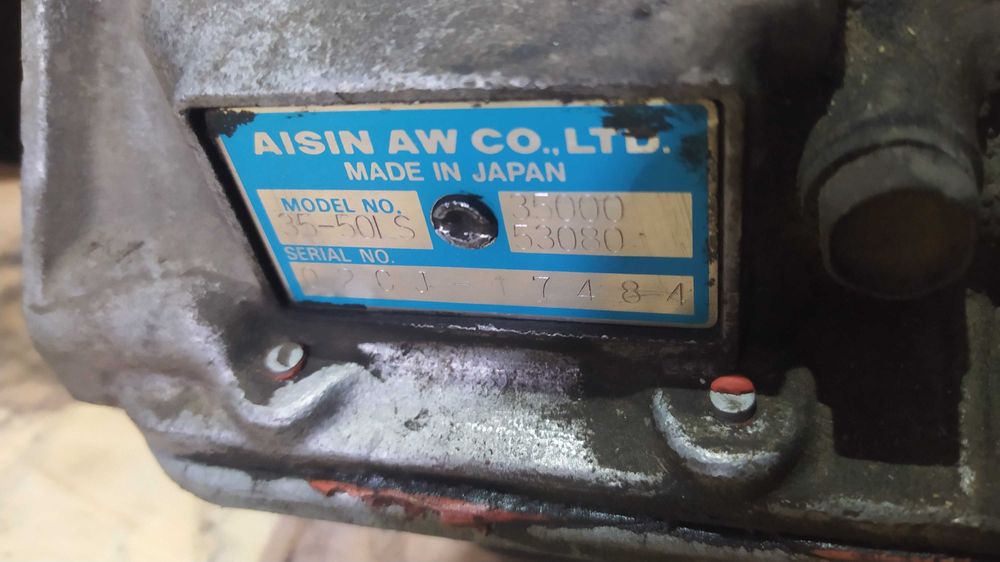 AISIN AW CO., LTD.
MADE IN JAPAN
MODEL NO.
35-50LS
35000
53080
SERIAL NO.
02CJ-17484